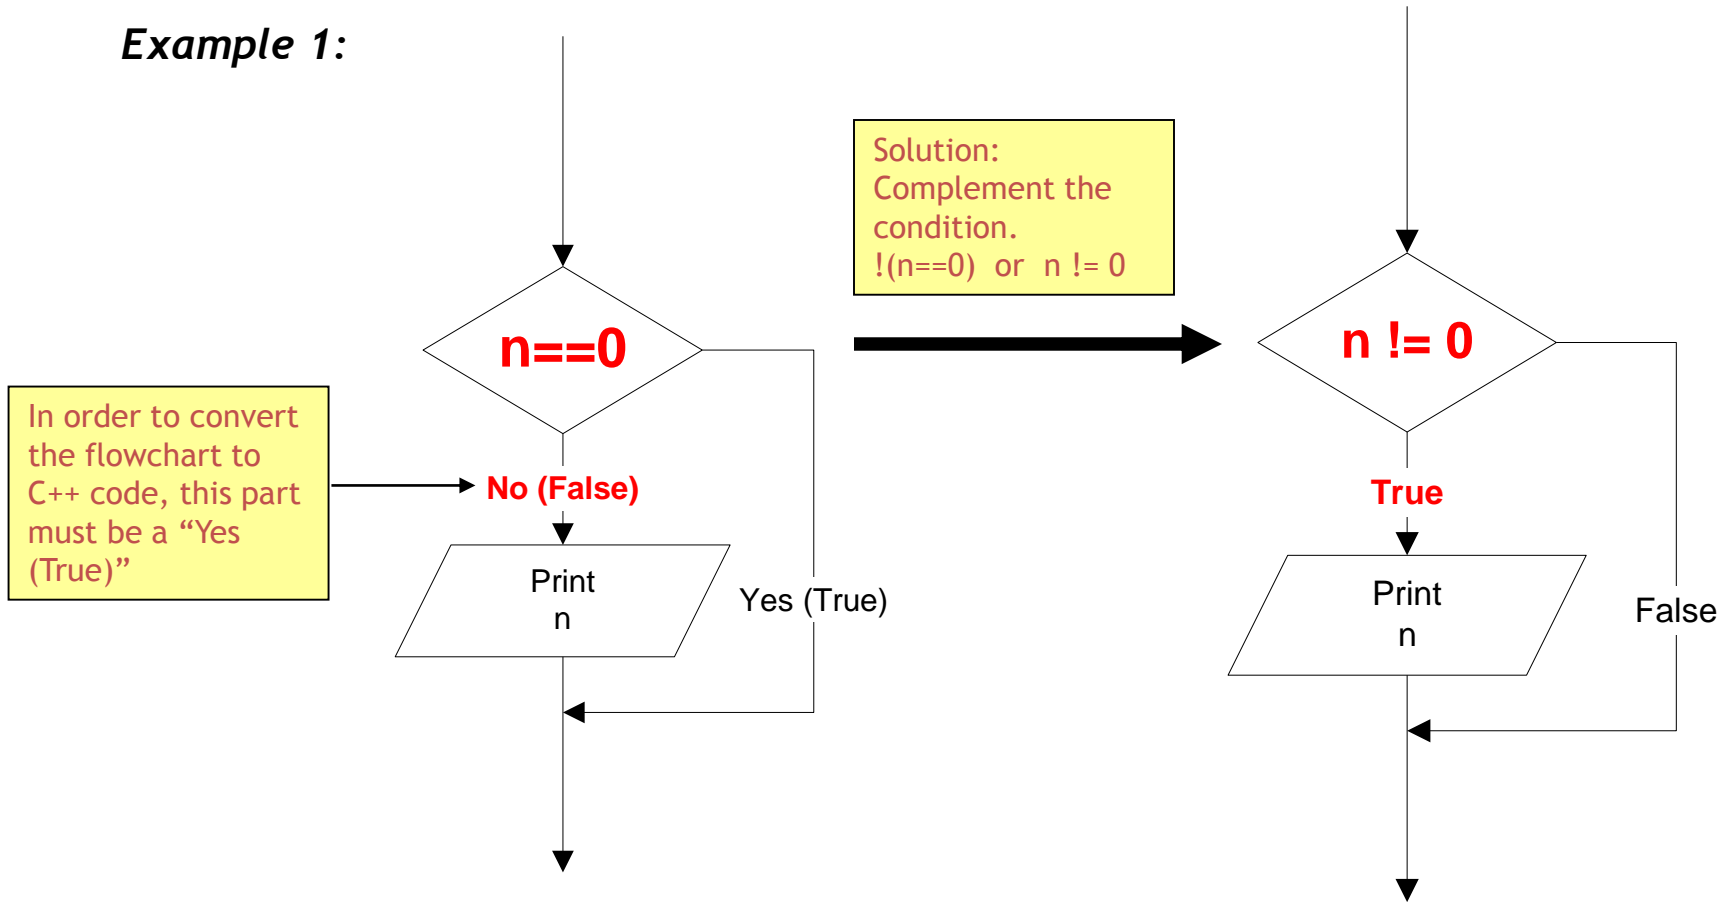 Example 1:
Solution:
Complement the
condition.
!(n==0) or n != 0
n==0
n != 0
In order to convert
the flowchart to
C++ code, this part
must be a “Yes
(True)”
No (False)
True
Print
n
Yes (True)
Print
n
False